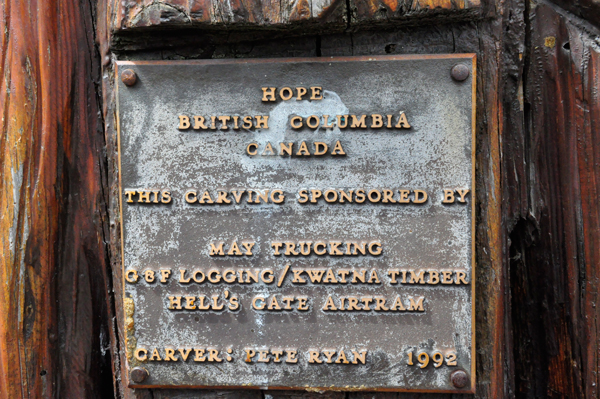 HOPE
BRITISH COLUMBIA
CANADA
THIS CARVING SPONSORED BY
MAY TRUCKING
G&F LOGGING/KWATNA TIMBER
HELL'S GATE AIRTRAM
CARVER: PETE RYAN 1992